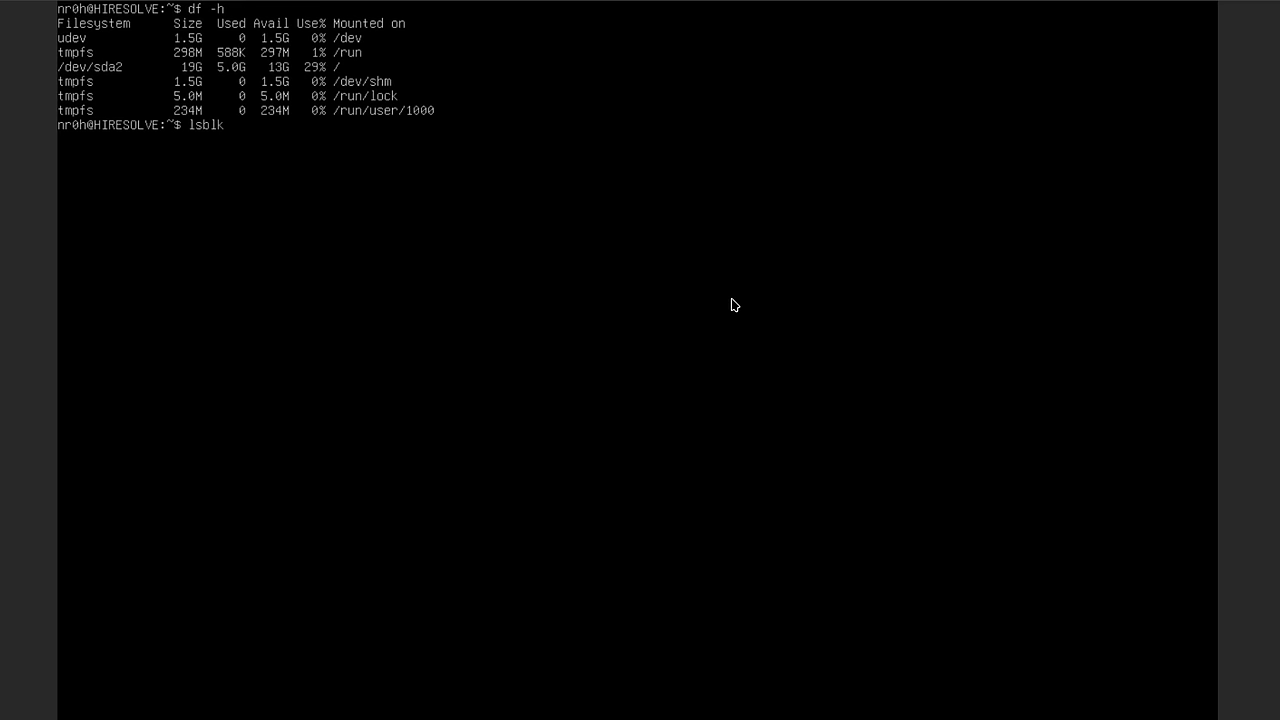 nr0h@HIRESOLVE:~$ df -h
Filesystem      Size  Used Avail Use% Mounted on
udev            1.5G     0  1.5G   0% /dev
tmpfs           298M  588K  297M   1% /run
/dev/sda2        19G  5.0G   13G  29% /
tmpfs           1.5G     0  1.5G   0% /dev/shm
tmpfs           5.0M     0  5.0M   0% /run/lock
tmpfs           234M     0  234M   0% /run/user/1000
nr0h@HIRESOLVE:~$ lsblk